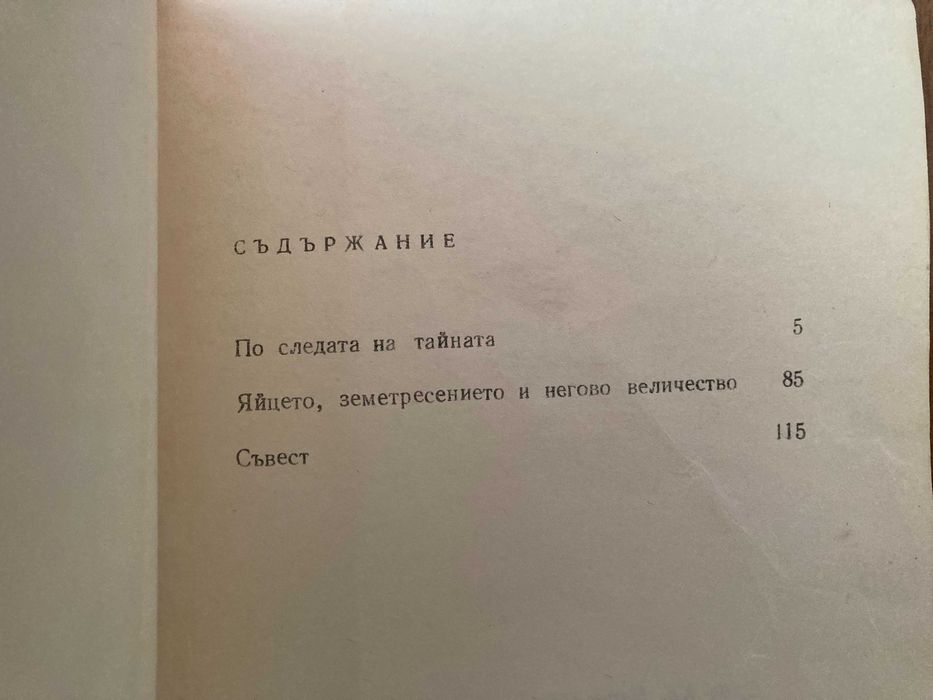 СЪДЪРЖАНИЕ
По следата на тайната 5
Яйцето, земетресението и негово величество 85
Съвест 115